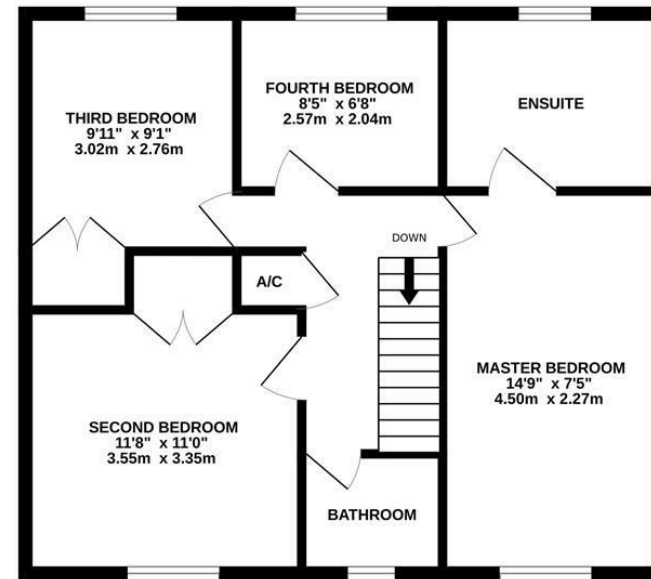 THIRD BEDROOM
9'11" x 9'1"
3.02m x 2.76m
FOURTH BEDROOM
8'5" x 6'8"
2.57m x 2.04m
ENSUITE
DOWN
A/C
MASTER BEDROOM
14'9" x 7'5"
4.50m x 2.27m
SECOND BEDROOM
11'8" x 11'0"
3.55m x 3.35m
BATHROOM